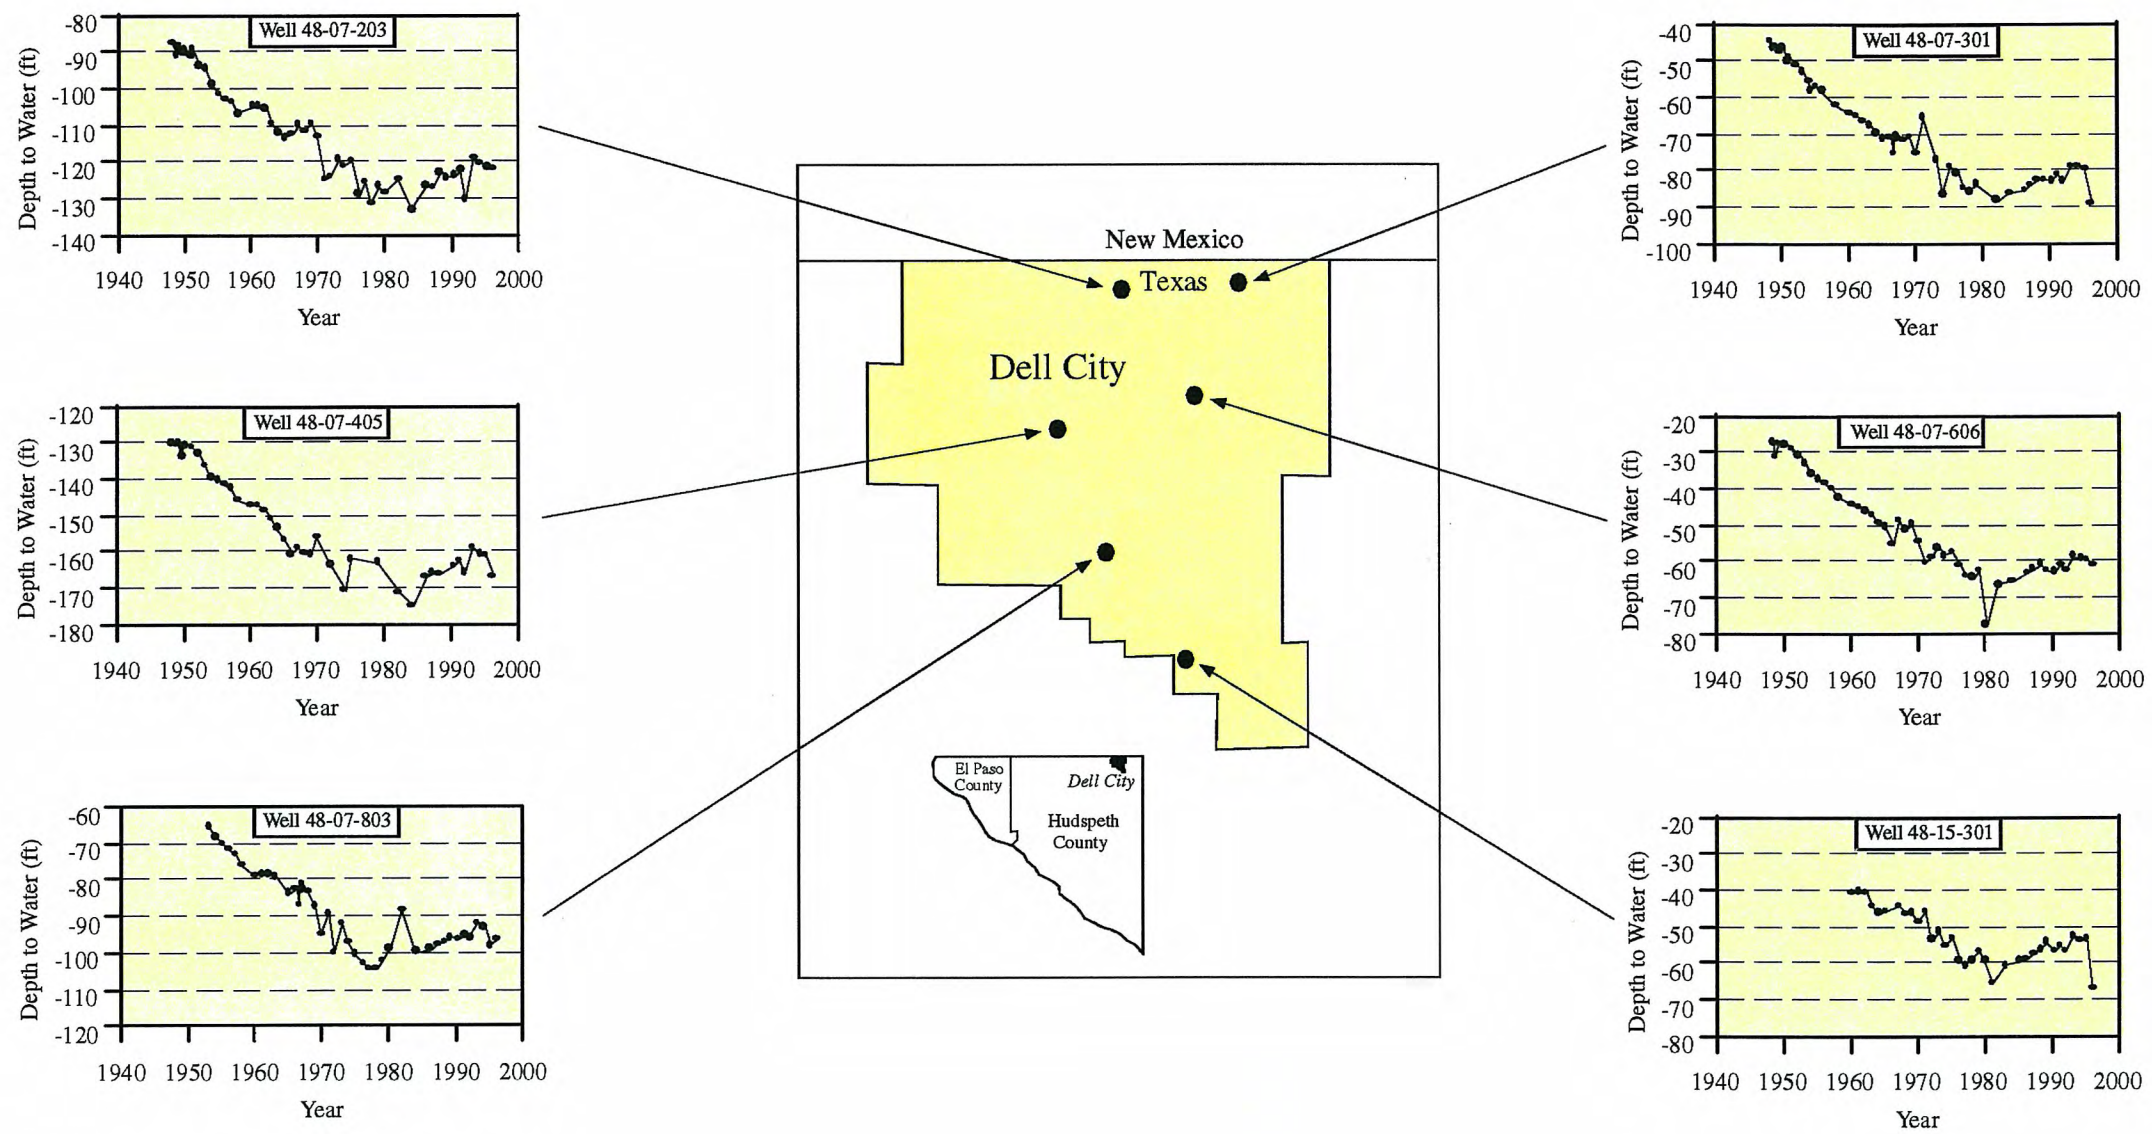 Well 48-07-203
Depth to Water (ft)
-80
-90
-100
-110
-120
-130
-140
1940 1950 1960 1970 1980 1990 2000
Year
Well 48-07-405
Depth to Water (ft)
-120
-130
-140
-150
-160
-170
-180
1940 1950 1960 1970 1980 1990 2000
Year
Well 48-07-803
Depth to Water (ft)
-60
-70
-80
-90
-100
-110
-120
1940 1950 1960 1970 1980 1990 2000
Year
New Mexico
Texas
Dell City
El Paso
County
Dell City
Hudspeth
County
Well 48-07-301
Depth to Water (ft)
-40
-50
-60
-70
-80
-90
-100
1940 1950 1960 1970 1980 1990 2000
Year
Well 48-07-606
Depth to Water (ft)
-20
-30
-40
-50
-60
-70
-80
1940 1950 1960 1970 1980 1990 2000
Year
Well 48-15-301
Depth to Water (ft)
-20
-30
-40
-50
-60
-70
-80
1940 1950 1960 1970 1980 1990 2000
Year